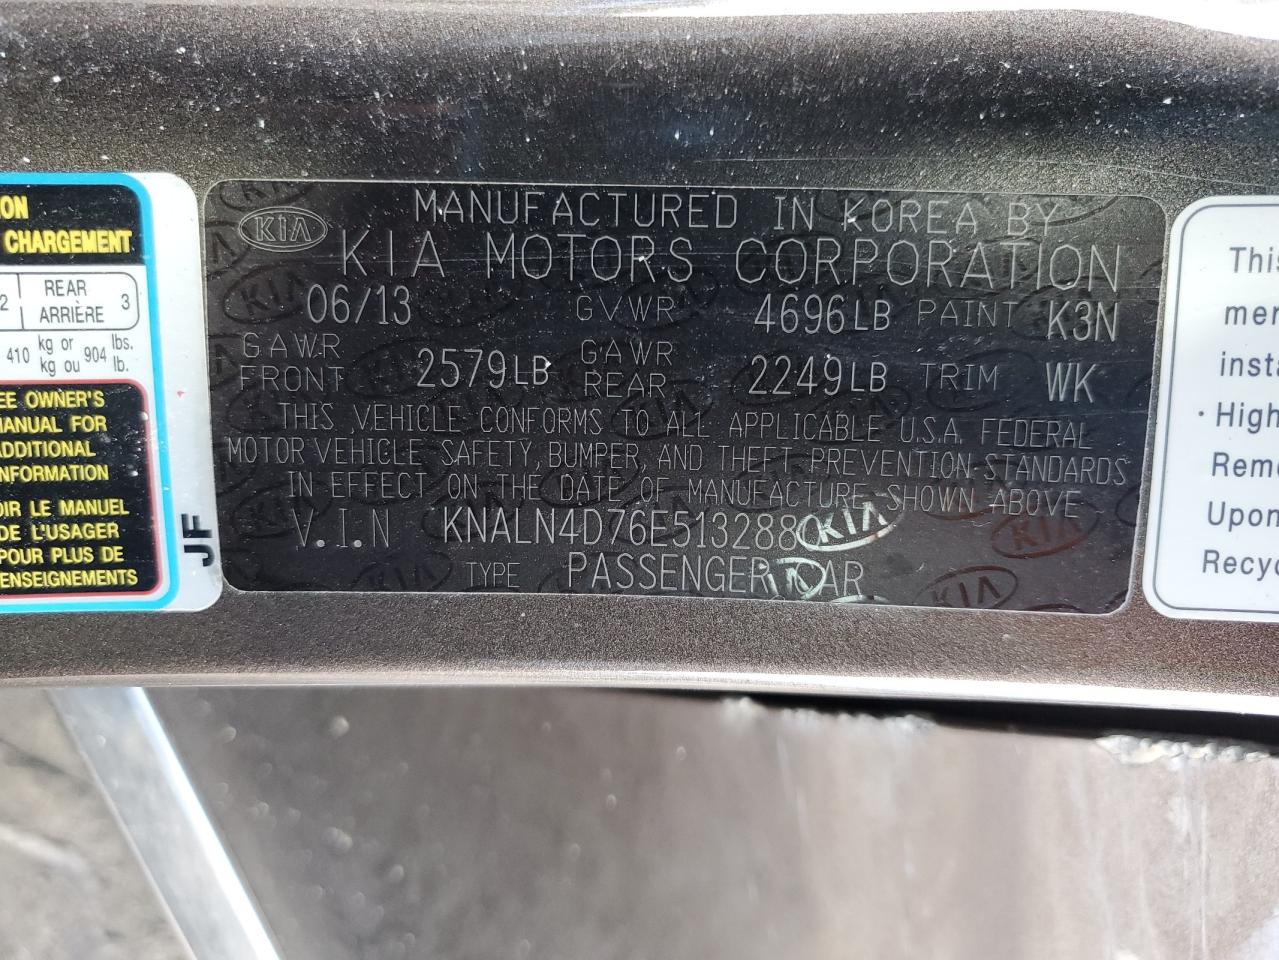 ON
CHARGEMENT
2 REAR ARRIÈRE 3
410 kg or kg ou 904 lbs. lb.
EE OWNER'S
MANUAL FOR
ADDITIONAL
INFORMATION
OIR LE MANUEL
DE L'USAGER
POUR PLUS DE
RENSEIGNEMENTS
JF
KIA
MANUFACTURED IN KOREA BY
KIA MOTORS CORPORATION
06/13 GVWR 4696LB PAINT K3N
GAWR FRONT 2579LB GAWR REAR 2249LB TRIM WK
THIS VEHICLE CONFORMS TO ALL APPLICABLE U.S.A. FEDERAL
MOTOR VEHICLE SAFETY, BUMPER, AND THEFT PREVENTION STANDARDS
IN EFFECT ON THE DATE OF MANUFACTURE SHOWN ABOVE
V.I.N KNALN4D76E513288
TYPE PASSENGER CAR
This
mer
insta
· High
Reme
Upon
Recyc